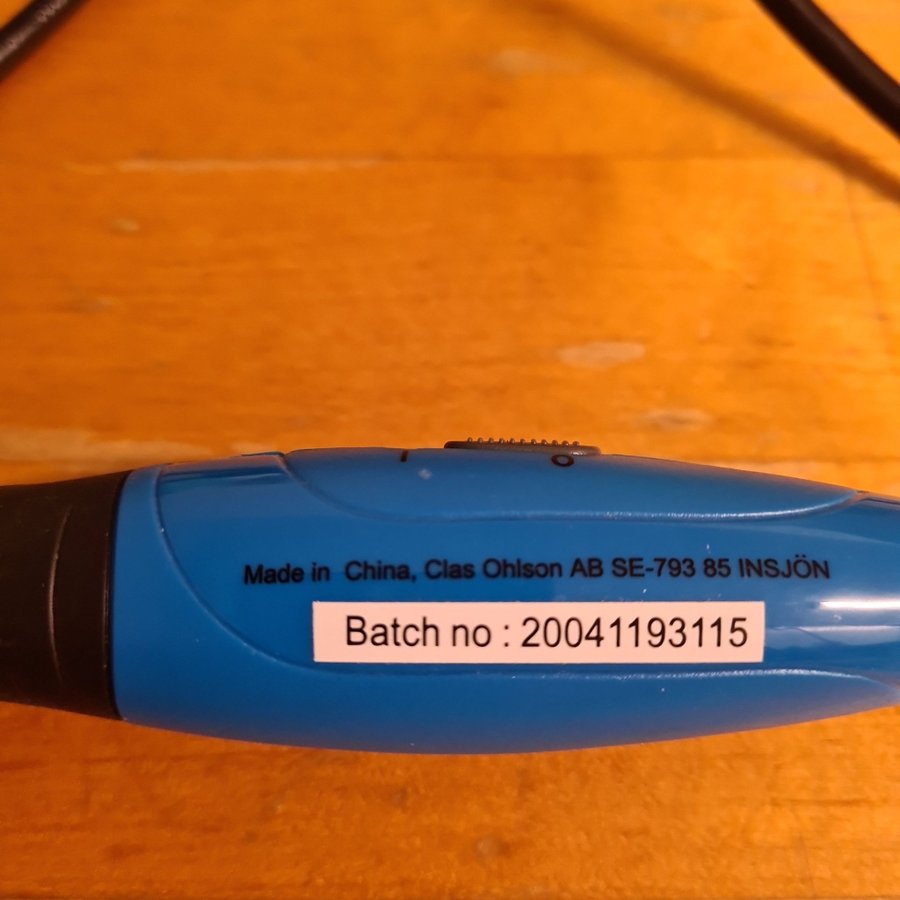 I O
Made in China, Clas Ohlson AB SE-793 85 INSJÖN
Batch no : 20041193115